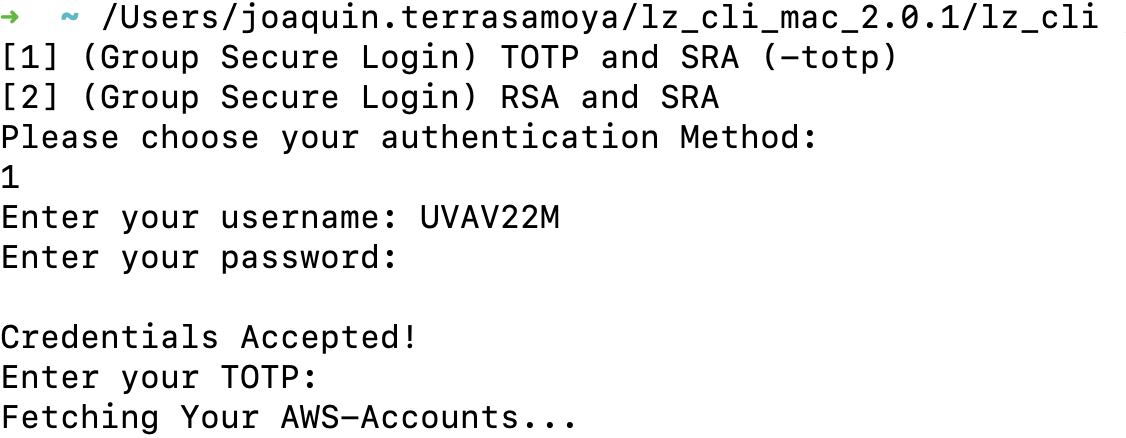 ➜  ~ /Users/joaquin.terrasamoya/lz_cli_mac_2.0.1/lz_cli
[1] (Group Secure Login) TOTP and SRA (-totp)
[2] (Group Secure Login) RSA and SRA
Please choose your authentication Method:
1
Enter your username: UVAV22M
Enter your password:
Credentials Accepted!
Enter your TOTP:
Fetching Your AWS-Accounts...